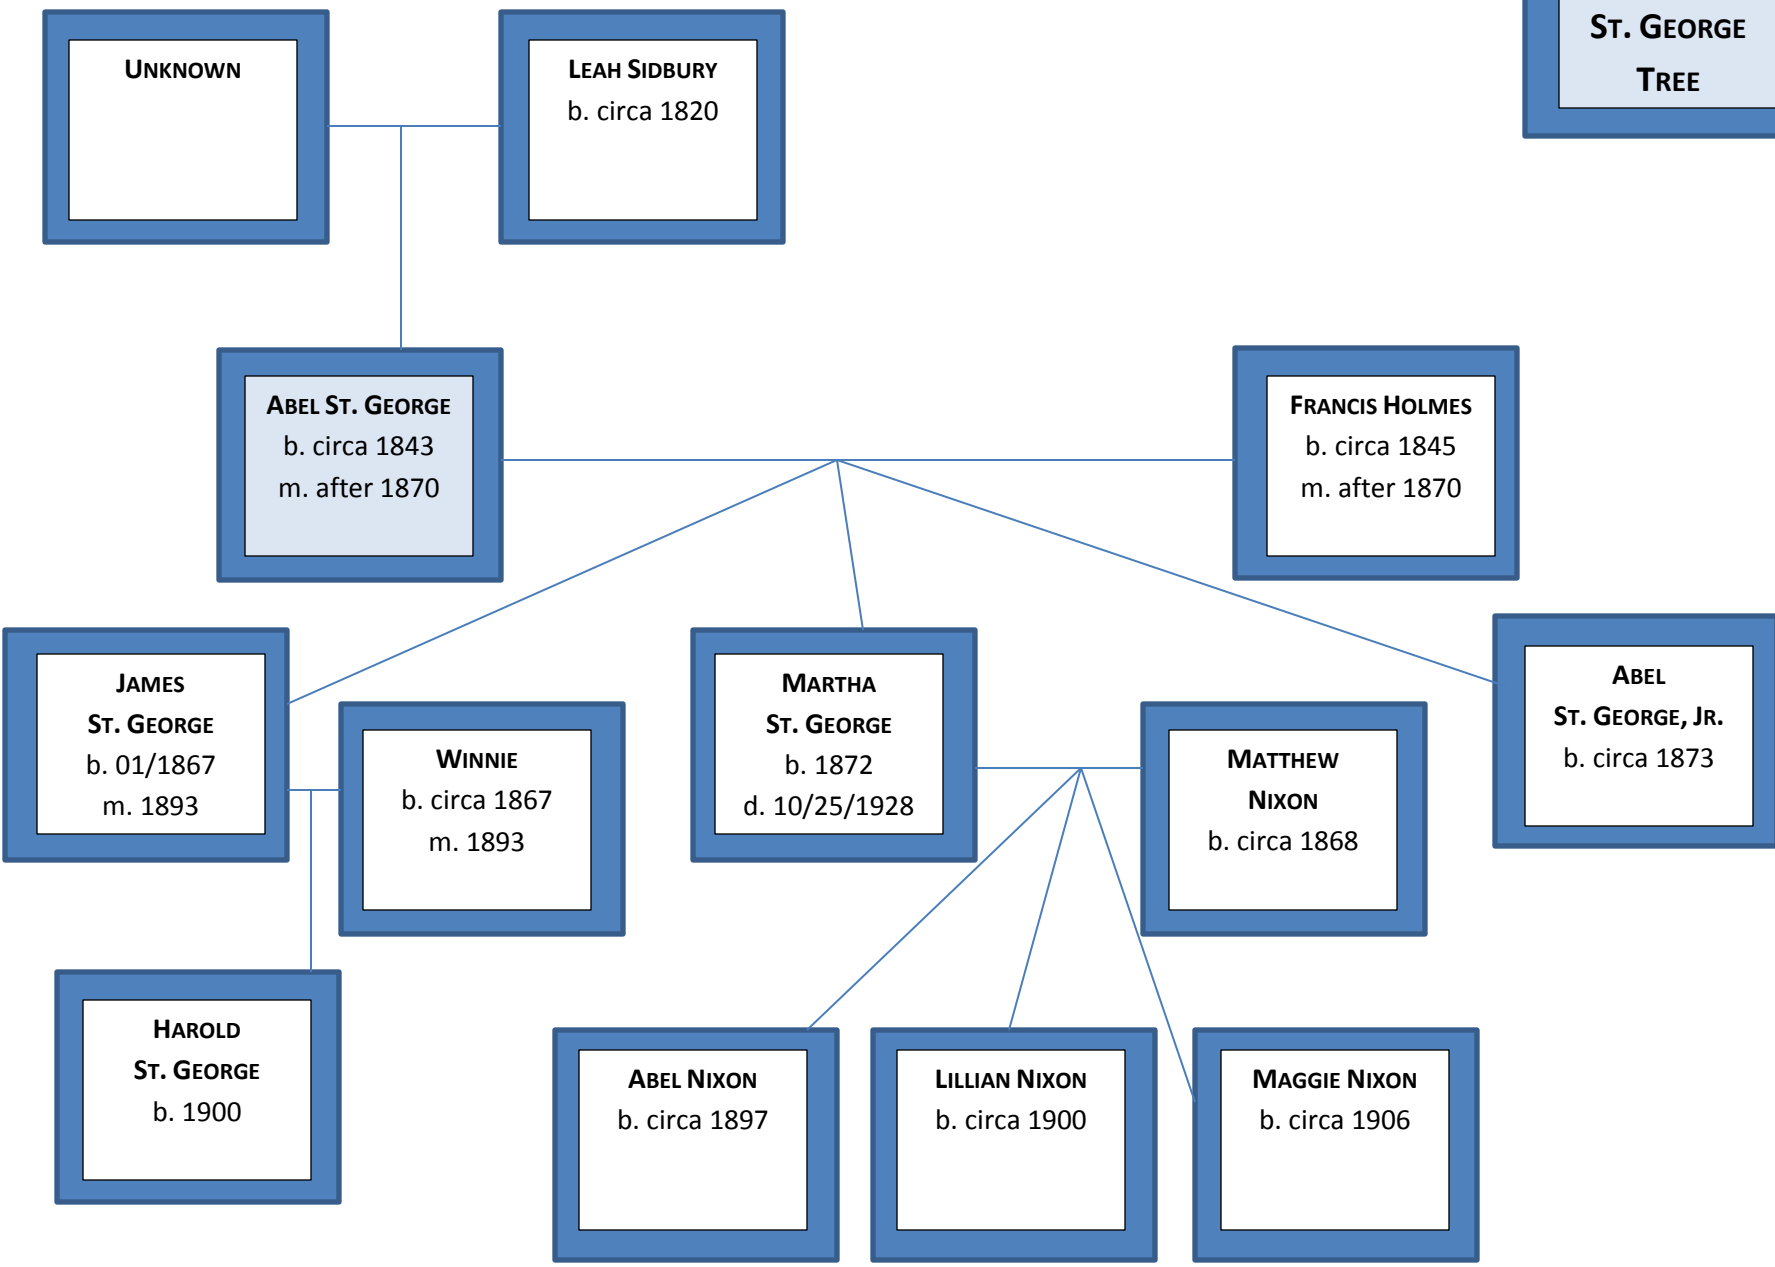 ST. GEORGE
TREE
UNKNOWN
LEAH SIDBURY
b. circa 1820
ABEL ST. GEORGE
b. circa 1843
m. after 1870
FRANCIS HOLMES
b. circa 1845
m. after 1870
JAMES
ST. GEORGE
b. 01/1867
m. 1893
WINNIE
b. circa 1867
m. 1893
MARTHA
ST. GEORGE
b. 1872
d. 10/25/1928
MATTHEW
NIXON
b. circa 1868
ABEL
ST. GEORGE, JR.
b. circa 1873
HAROLD
ST. GEORGE
b. 1900
ABEL NIXON
b. circa 1897
LILLIAN NIXON
b. circa 1900
MAGGIE NIXON
b. circa 1906